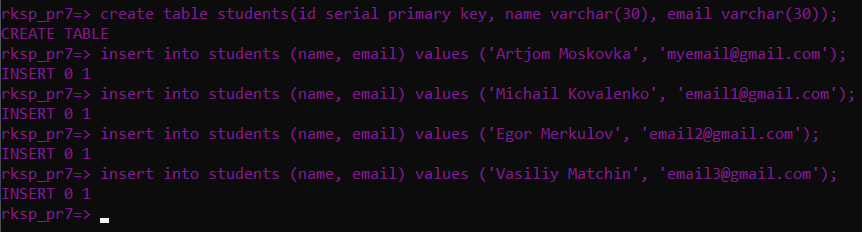 rksp_pr7=> create table students(id serial primary key, name varchar(30), email varchar(30));
CREATE TABLE
rksp_pr7=> insert into students (name, email) values ('Artjom Moskovka', 'myemail@gmail.com');
INSERT 0 1
rksp_pr7=> insert into students (name, email) values ('Michail Kovalenko', 'email1@gmail.com');
INSERT 0 1
rksp_pr7=> insert into students (name, email) values ('Egor Merkulov', 'email2@gmail.com');
INSERT 0 1
rksp_pr7=> insert into students (name, email) values ('Vasiliy Matchin', 'email3@gmail.com');
INSERT 0 1
rksp_pr7=>